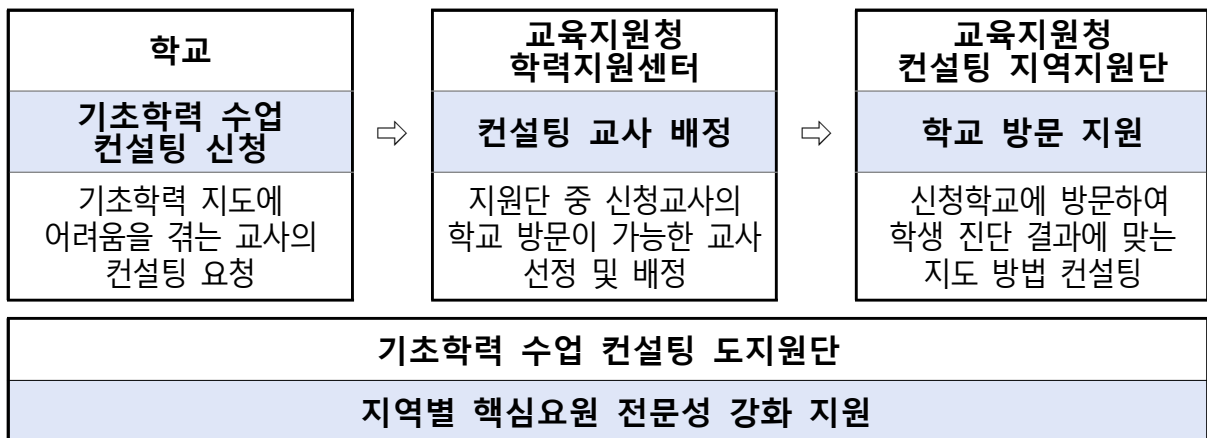 학교
기초학력 수업
컨설팅 신청
기초학력 지도에
어려움을 겪는 교사의
컨설팅 요청
⇨
교육지원청
학력지원센터
컨설팅 교사 배정
지원단 중 신청교사의
학교 방문이 가능한 교사
선정 및 배정
⇨
교육지원청
컨설팅 지역지원단
학교 방문 지원
신청학교에 방문하여
학생 진단 결과에 맞는
지도 방법 컨설팅
기초학력 수업 컨설팅 도지원단
지역별 핵심요원 전문성 강화 지원